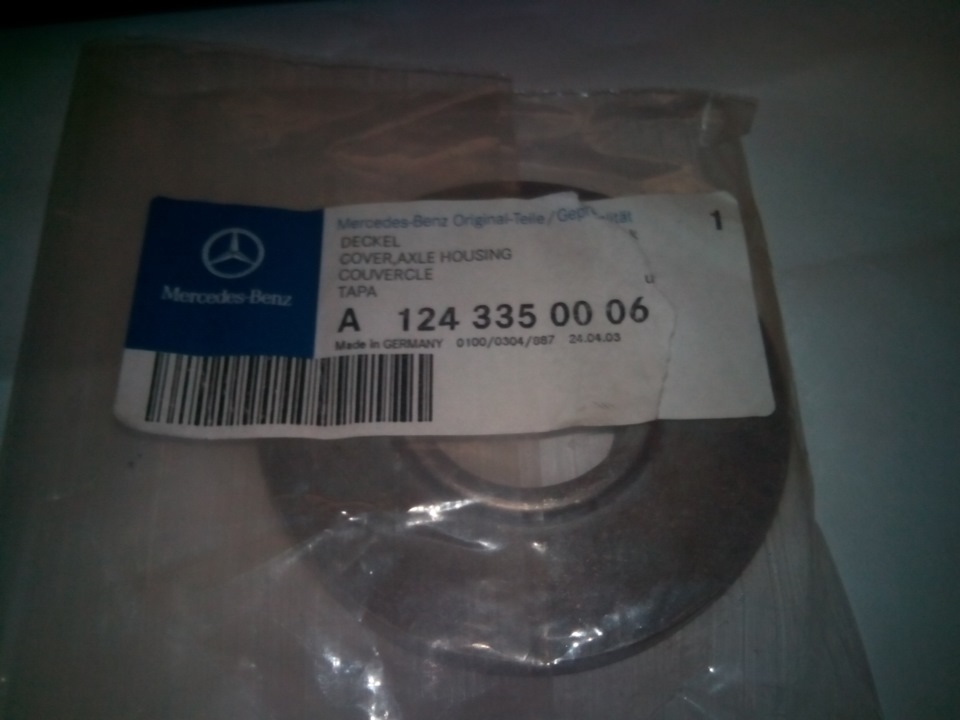 Mercedes-Benz
Mercedes-Benz Original-Teile/
1
DECKEL
COVER,AXLE HOUSING
COUVERCLE
TAPA
u
A 124 335 00 06
Made in GERMANY 0100/0304/887 24.04.03